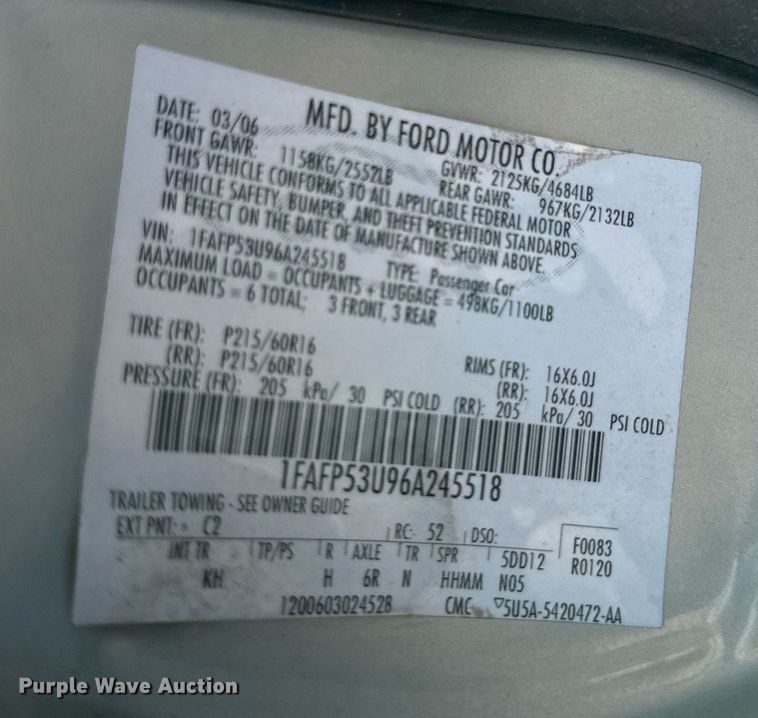 MFD. BY FORD MOTOR CO.
DATE: 03/06 GVWR: 2125KG/4684LB
FRONT GAWR: 1158KG/2552LB REAR GAWR: 967KG/2132LB
THIS VEHICLE CONFORMS TO ALL APPLICABLE FEDERAL MOTOR
VEHICLE SAFETY, BUMPER, AND THEFT PREVENTION STANDARDS
IN EFFECT ON THE DATE OF MANUFACTURE SHOWN ABOVE.
VIN: 1FAFP53U96A245518 TYPE: Passenger Car
MAXIMUM LOAD = OCCUPANTS + LUGGAGE = 498KG/1100LB
OCCUPANTS = 6 TOTAL; 3 FRONT, 3 REAR
TIRE (FR): P215/60R16 RIMS (FR): 16X6.0J
(RR): P215/60R16 (RR): 16X6.0J
PRESSURE (FR): 205 kPa/ 30 PSI COLD (RR): 205 kPa/ 30 PSI COLD
1FAFP53U96A245518
TRAILER TOWING - SEE OWNER GUIDE
EXT PNT: C2 RC: 52 DSO: F0083
INT TR TP/PS R AXLE TR SPR 5DD12 R0120
KH H 6R N HHMM N05
1200603024528 CMC ▽5U5A-5420472-AA
Purple Wave Auction